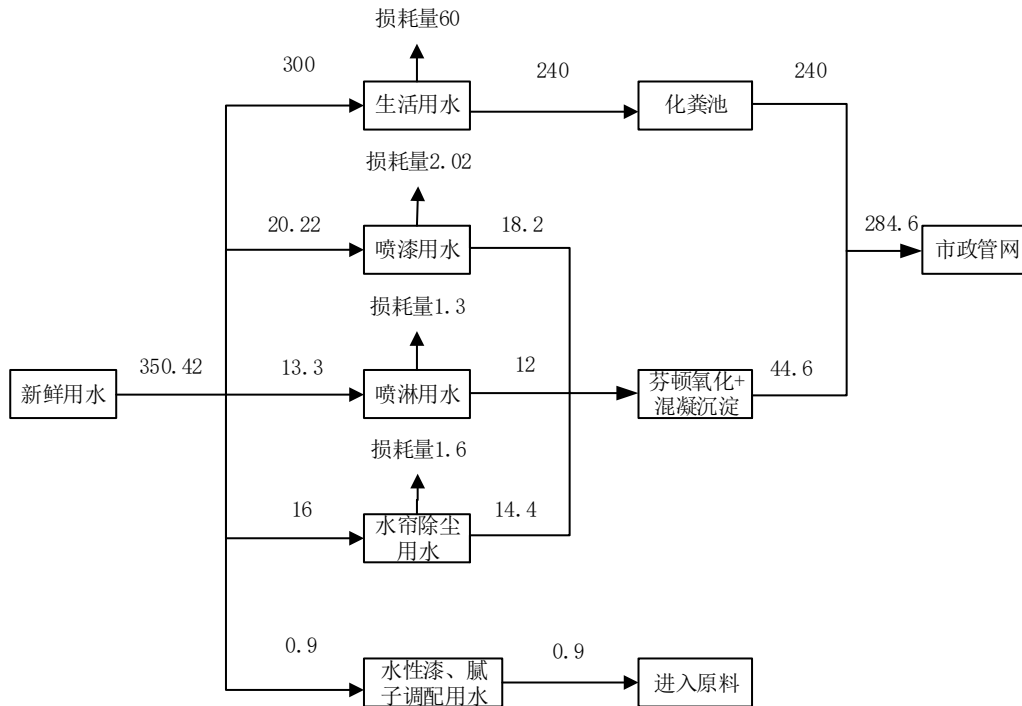 损耗量60
300
240
240
生活用水
化粪池
损耗量2.02
20.22
18.2
284.6
喷漆用水
市政管网
损耗量1.3
350.42
13.3
12
44.6
新鲜用水
喷淋用水
芬顿氧化+
混凝沉淀
损耗量1.6
16
14.4
水帘除尘
用水
0.9
0.9
水性漆、腻
子调配用水
进入原料